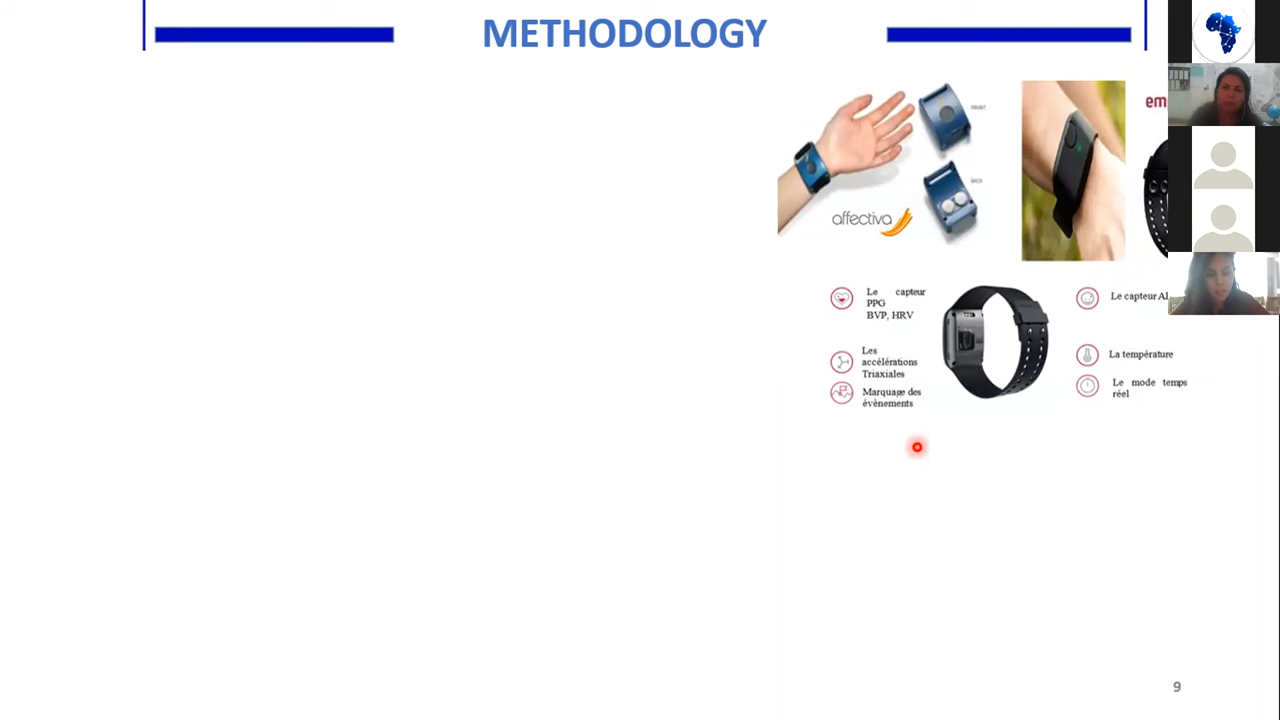 METHODOLOGY
em
affectiva
Le capteur
PPG
BVP, HRV
Les
accélérations
Triaxiales
Marquage des
évènements
Le capteur
La température
Le mode temps
réel
9